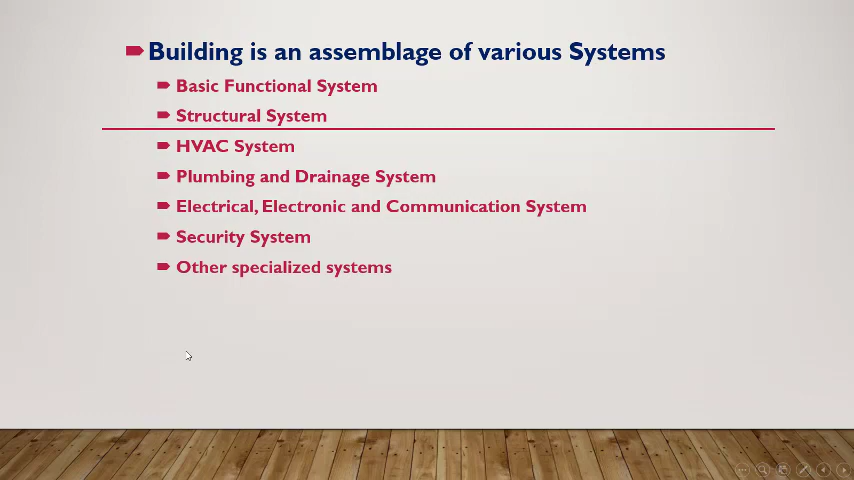 Building is an assemblage of various Systems
Basic Functional System
Structural System
HVAC System
Plumbing and Drainage System
Electrical, Electronic and Communication System
Security System
Other specialized systems